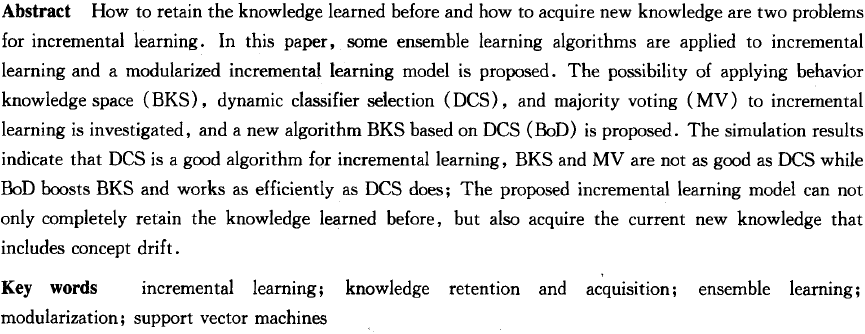 Abstract How to retain the knowledge learned before and how to acquire new knowledge are two problems
for incremental learning. In this paper, some ensemble learning algorithms are applied to incremental
learning and a modularized incremental learning model is proposed. The possibility of applying behavior
knowledge space (BKS), dynamic classifier selection (DCS), and majority voting (MV) to incremental
learning is investigated, and a new algorithm BKS based on DCS (BoD) is proposed. The simulation results
indicate that DCS is a good algorithm for incremental learning, BKS and MV are not as good as DCS while
BoD boosts BKS and works as efficiently as DCS does; The proposed incremental learning model can not
only completely retain the knowledge learned before, but also acquire the current new knowledge that
includes concept drift.
Key words incremental learning; knowledge retention and acquisition; ensemble learning;
modularization; support vector machines